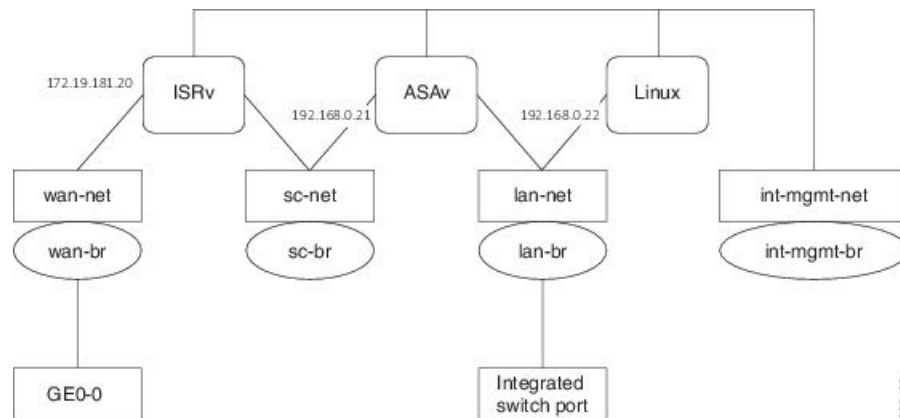 172.19.181.20
ISRv
ASAv
Linux
192.168.0.21
192.168.0.22
wan-net
sc-net
lan-net
int-mgmt-net
wan-br
sc-br
lan-br
int-mgmt-br
GE0-0
Integrated
switch port